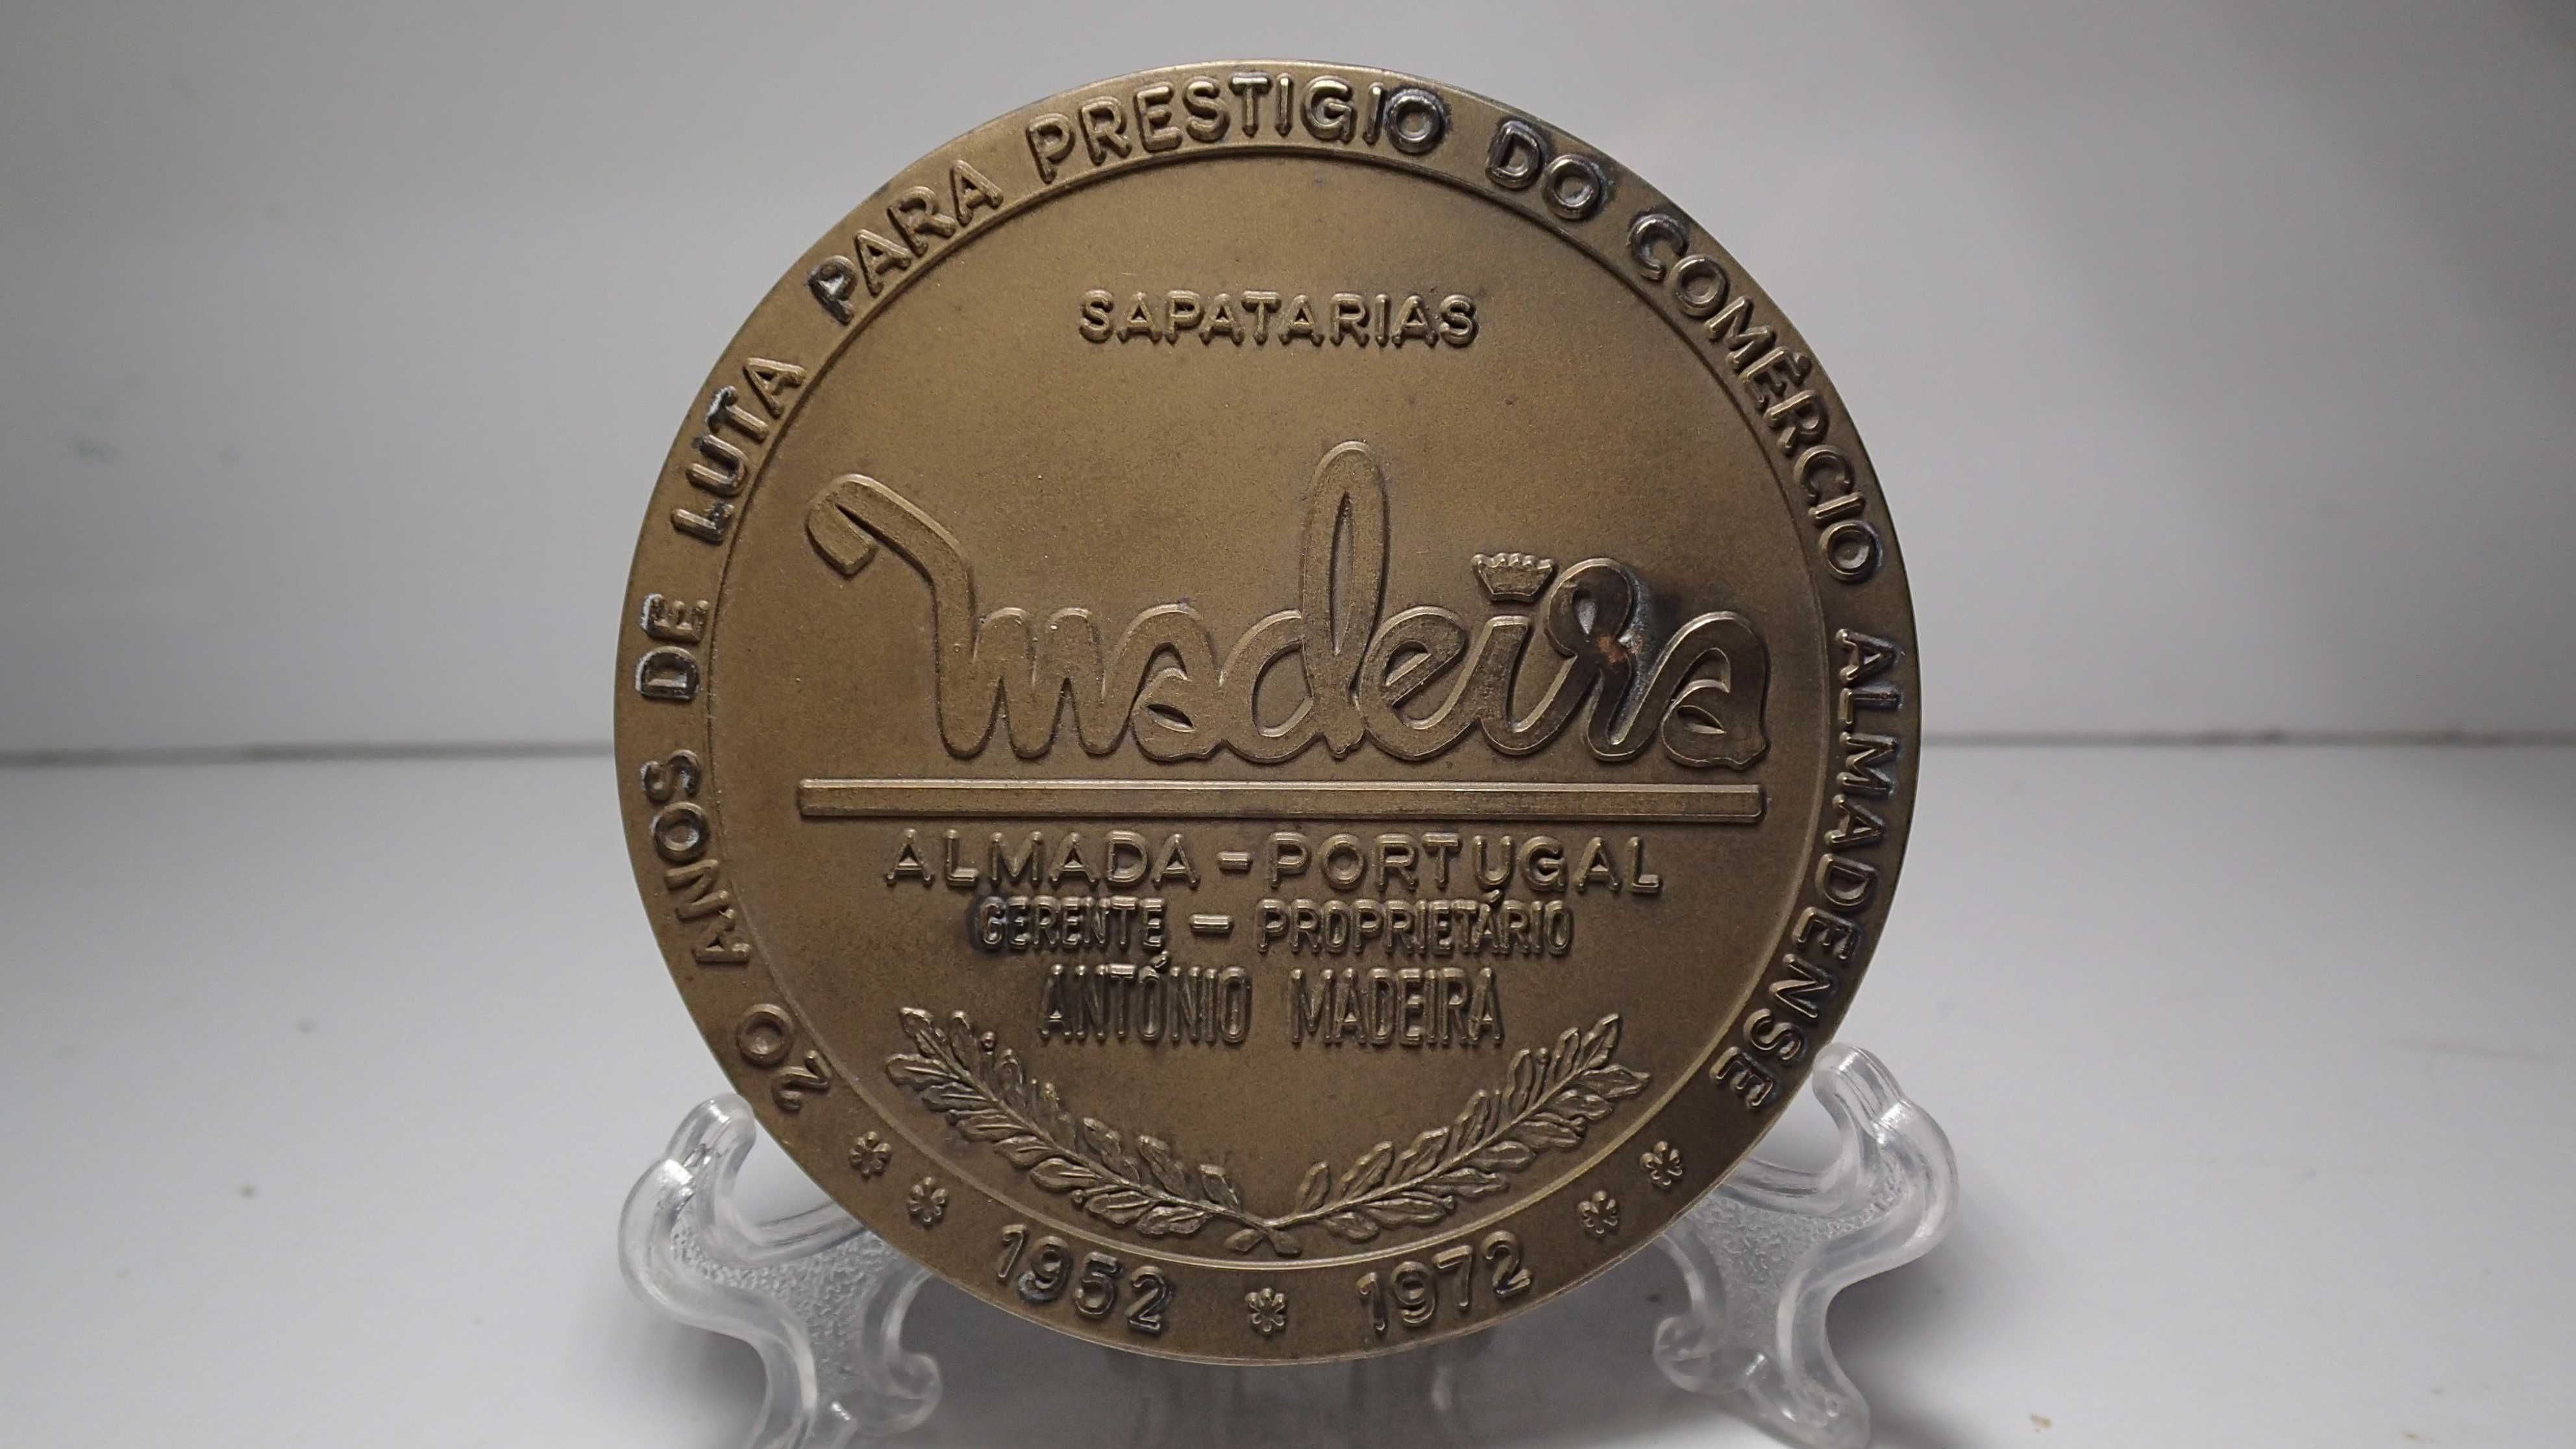 20 ANOS DE LUTA PARA PRESTIGIO DO COMÉRCIO ALMADENSE
SAPATARIAS
madeira
ALMADA - PORTUGAL
GERENTE - PROPRIETÁRIO
ANTÓNIO MADEIRA
1952 * 1972